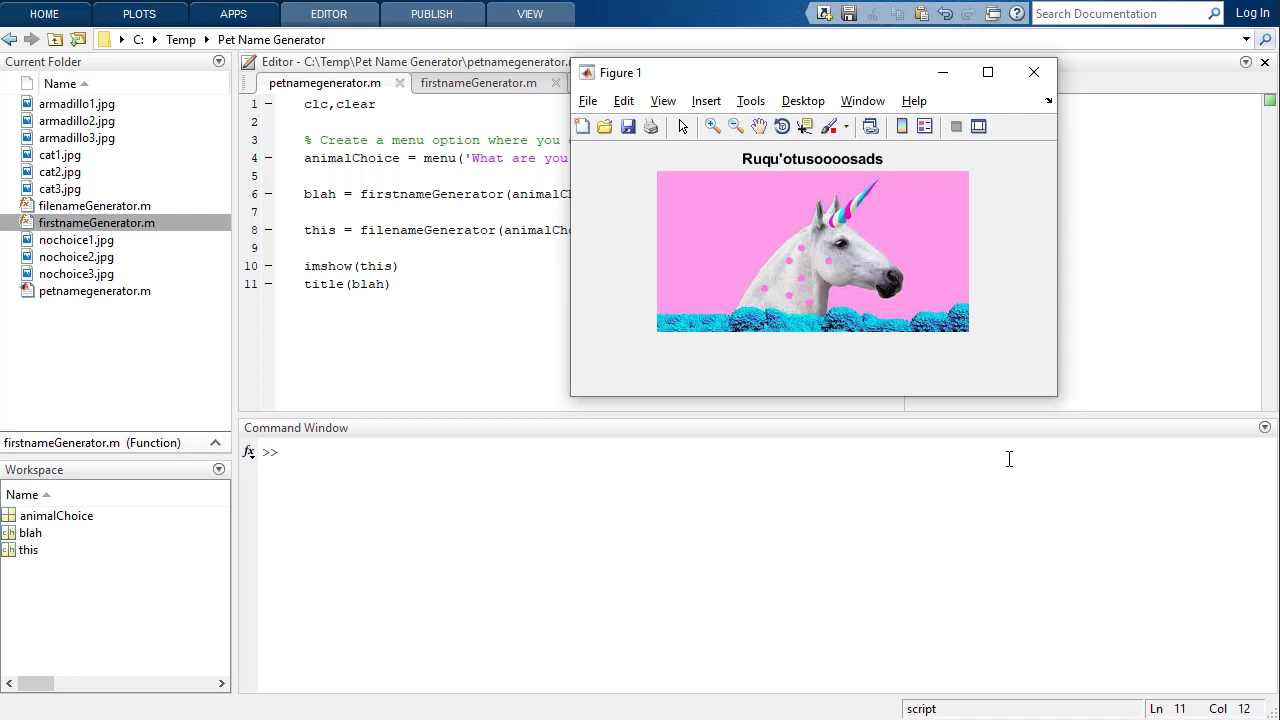 HOME PLOTS APPS EDITOR PUBLISH VIEW Search Documentation Log In
C: Temp Pet Name Generator
Current Folder
Name
armadillo1.jpg
armadillo2.jpg
armadillo3.jpg
cat1.jpg
cat2.jpg
cat3.jpg
filenameGenerator.m
firstnameGenerator.m
nochoice1.jpg
nochoice2.jpg
nochoice3.jpg
petnamegenerator.m
firstnameGenerator.m (Function)
Workspace
Name
animalChoice
blah
this
Editor - C:\Temp\Pet Name Generator\petnamegenerator.m
petnamegenerator.m firstnameGenerator.m
1 clc,clear
2
3 % Create a menu option where you
4 animalChoice = menu('What are you
5
6 blah = firstnameGenerator(animalCh
7
8 this = filenameGenerator(animalCho
9
10 imshow(this)
11 title(blah)
Figure 1
File Edit View Insert Tools Desktop Window Help
Ruqu'otusoooosads
Command Window
fx >>
script Ln 11 Col 12